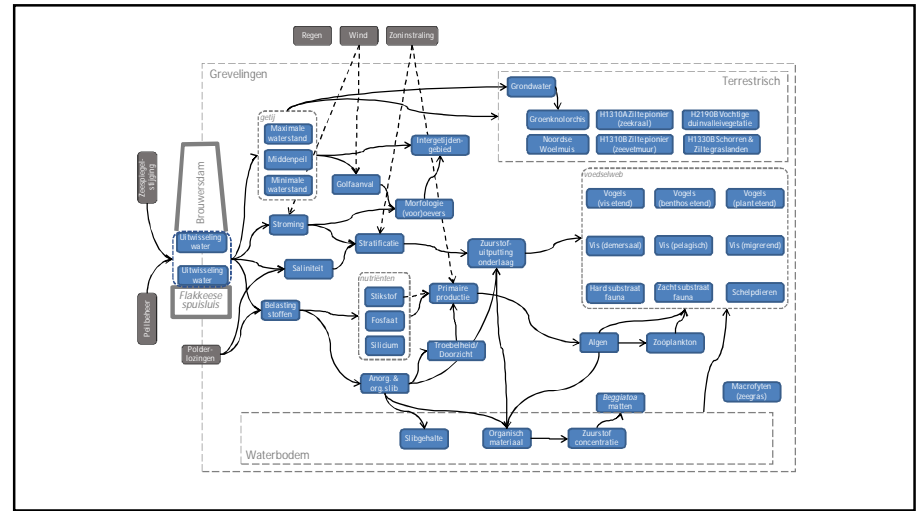 Regen
Wind
Zoninstraling
Grevelingen
Terrestrisch
Grondwater
Groenknolorchis
H1310A Zilte pionier
(zeekraal)
H2190B Vochtige
duinvalleivegetatie
Noordse
Woelmuis
H1310B Zilte pionier
(zeevetmuur)
H1330B Schorren &
Zilte graslanden
getij
Maximale
waterstand
Middenpeil
Minimale
waterstand
Intergetijden-
gebied
Golfaanval
Morfologie
(voor)oevers
Zeespiegel-
stijging
Brouwersdam
Uitwisseling
water
Uitwisseling
water
Flakkeese
spuisluis
Peilbeheer
Polder-
lozingen
Stroming
Stratificatie
Saliniteit
Belasting
stoffen
Zuurstof-
uitputting
onderlaag
voedselweb
Vogels
(vis etend)
Vogels
(benthos etend)
Vogels
(plant etend)
Vis (demersaal)
Vis (pelagisch)
Vis (migrerend)
Hard substraat
fauna
Zacht substraat
fauna
Schelpdieren
nutrienten
Stikstof
Fosfaat
Silicium
Primaire
productie
Troebelheid/
Doorzicht
Anorg. &
org. slib
Algen
Zoöplankton
Macrofyten
(zeegras)
Beggiatoa
matten
Slibgehalte
Organisch
materiaal
Zuurstof
concentratie
Waterbodem